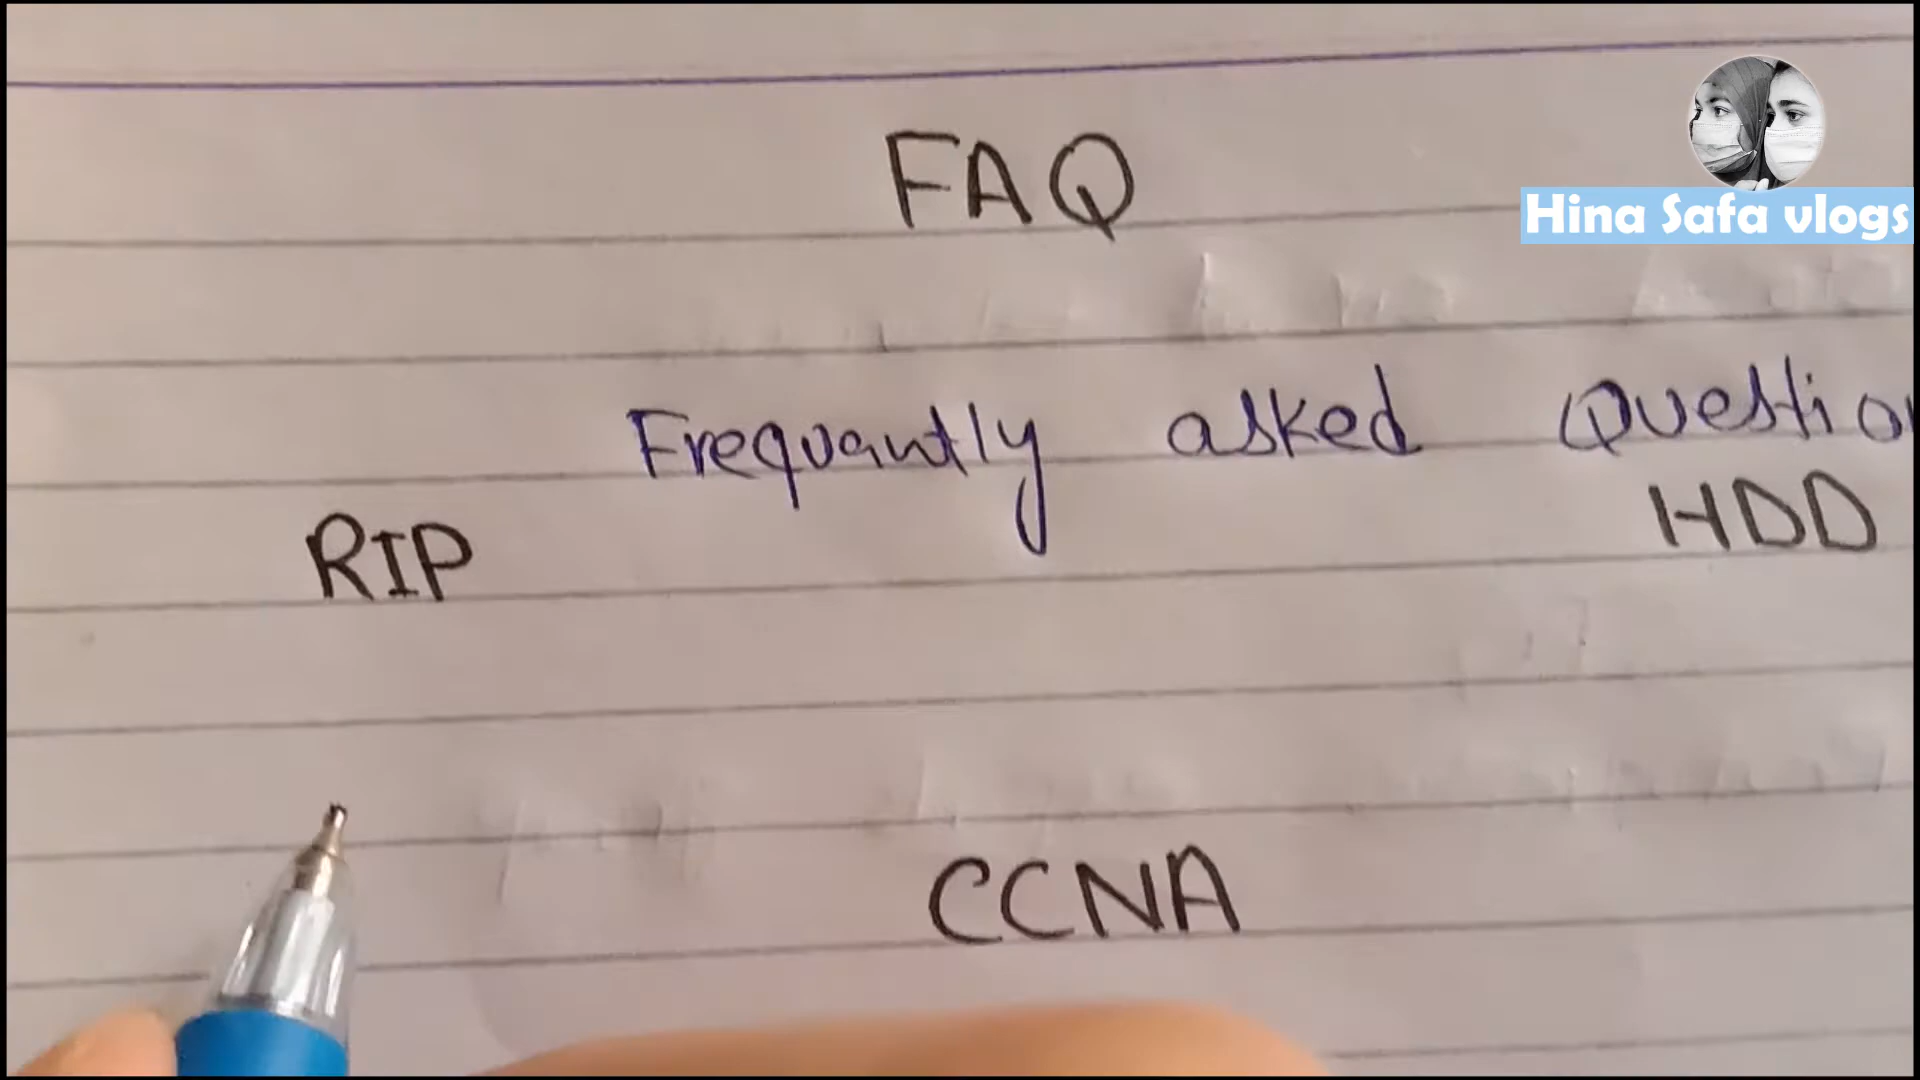 FAQ
Hina Safa vlogs
Frequantly asked Questio
RIP
HDD
CCNA